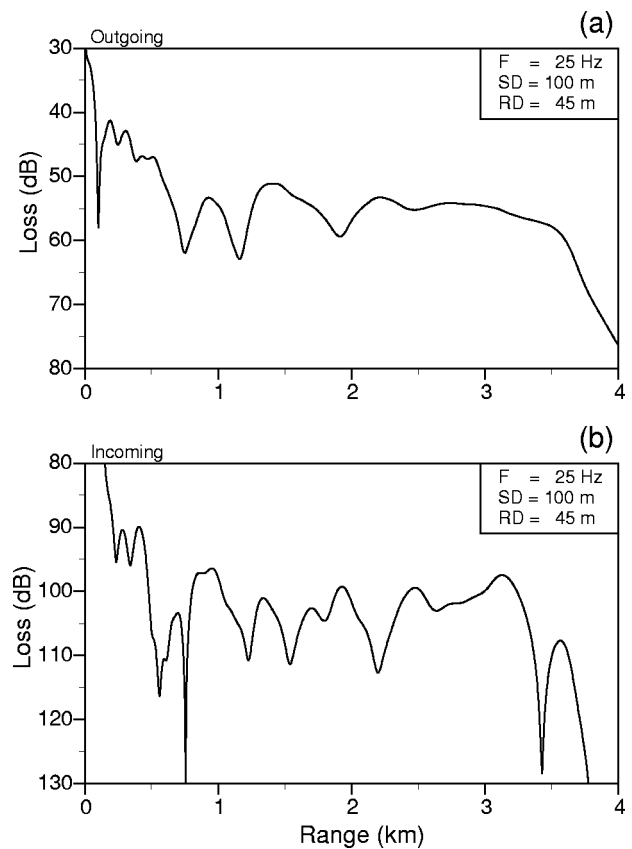 (a)
Outgoing
30
40
50
60
70
80
Loss (dB)
F = 25 Hz
SD = 100 m
RD = 45 m
0 1 2 3 4
(b)
Incoming
80
90
100
110
120
130
Loss (dB)
F = 25 Hz
SD = 100 m
RD = 45 m
0 1 2 3 4
Range (km)